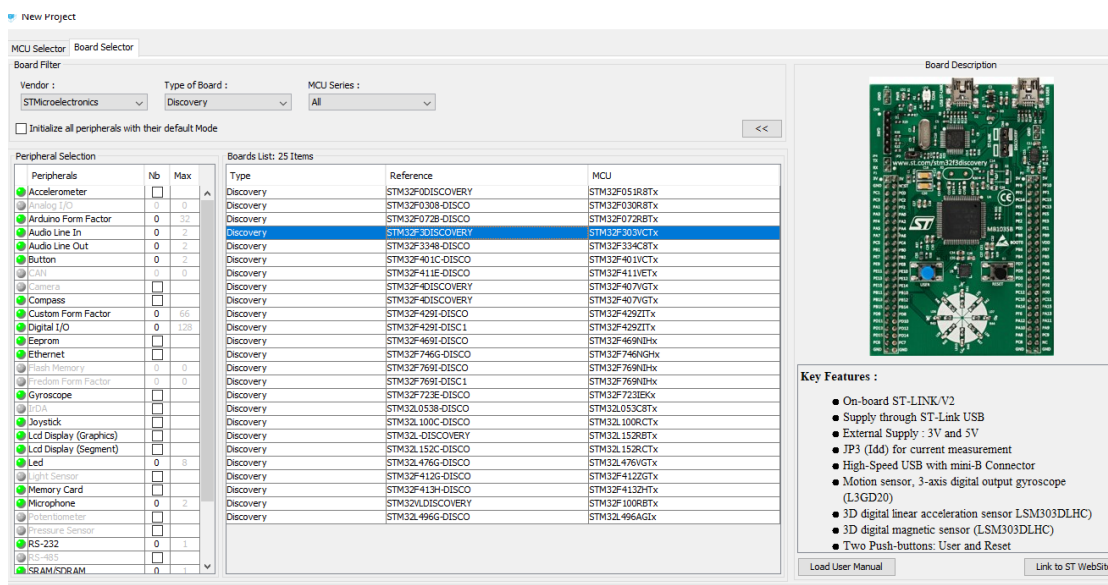 New Project
MCU Selector Board Selector
Board Filter
Vendor : Type of Board : MCU Series :
STMicroelectronics Discovery All
Initialize all peripherals with their default Mode <<
Peripheral Selection
Peripherals Nb Max
Accelerometer
Analog I/O 0 0
Arduino Form Factor 0 32
Audio Line In 0 2
Audio Line Out 0 2
Button 0 2
CAN 0 0
Camera
Compass
Custom Form Factor 0 66
Digital I/O 0 128
Eeprom
Ethernet
Flash Memory 0 0
Fredom Form Factor 0 0
Gyroscope
IrDA
Joystick
Lcd Display (Graphics)
Lcd Display (Segment)
Led 0 8
Light Sensor
Memory Card
Microphone 0 2
Potentiometer
Pressure Sensor
RS-232 0 1
RS-485
SRAM/SDRAM 0 1
Boards List: 25 Items
Type Reference MCU
Discovery STM32F0DISCOVERY STM32F051R8Tx
Discovery STM32F0308-DISCO STM32F030R8Tx
Discovery STM32F072B-DISCO STM32F072RBTx
Discovery STM32F3DISCOVERY STM32F303VCTx
Discovery STM32F3348-DISCO STM32F334C8Tx
Discovery STM32F401C-DISCO STM32F401VCTx
Discovery STM32F411E-DISCO STM32F411VETx
Discovery STM32F4DISCOVERY STM32F407VGTx
Discovery STM32F4DISCOVERY STM32F407VGTx
Discovery STM32F429I-DISCO STM32F429ZITx
Discovery STM32F429I-DISC1 STM32F429ZITx
Discovery STM32F469I-DISCO STM32F469NIHx
Discovery STM32F746G-DISCO STM32F746NGHx
Discovery STM32F769I-DISCO STM32F769NIHx
Discovery STM32F769I-DISC1 STM32F769NIHx
Discovery STM32F723E-DISCO STM32F723IEKx
Discovery STM32L0538-DISCO STM32L053C8Tx
Discovery STM32L100C-DISCO STM32L100RCTx
Discovery STM32L-DISCOVERY STM32L152RBTx
Discovery STM32L152C-DISCO STM32L152RCTx
Discovery STM32L476G-DISCO STM32L476VGTx
Discovery STM32F412G-DISCO STM32F412ZGTx
Discovery STM32F413H-DISCO STM32F413ZHTx
Discovery STM32VLDISCOVERY STM32F100RBTx
Discovery STM32L496G-DISCO STM32L496AGIx
Board Description
www.st.com/stm32f3discovery
CE
ST
MB1035B
USER
RESET
Key Features :
On-board ST-LINK/V2
Supply through ST-Link USB
External Supply : 3V and 5V
JP3 (Idd) for current measurement
High-Speed USB with mini-B Connector
Motion sensor, 3-axis digital output gyroscope
(L3GD20)
3D digital linear acceleration sensor LSM303DLHC)
3D digital magnetic sensor (LSM303DLHC)
Two Push-buttons: User and Reset
Load User Manual Link to ST WebSite